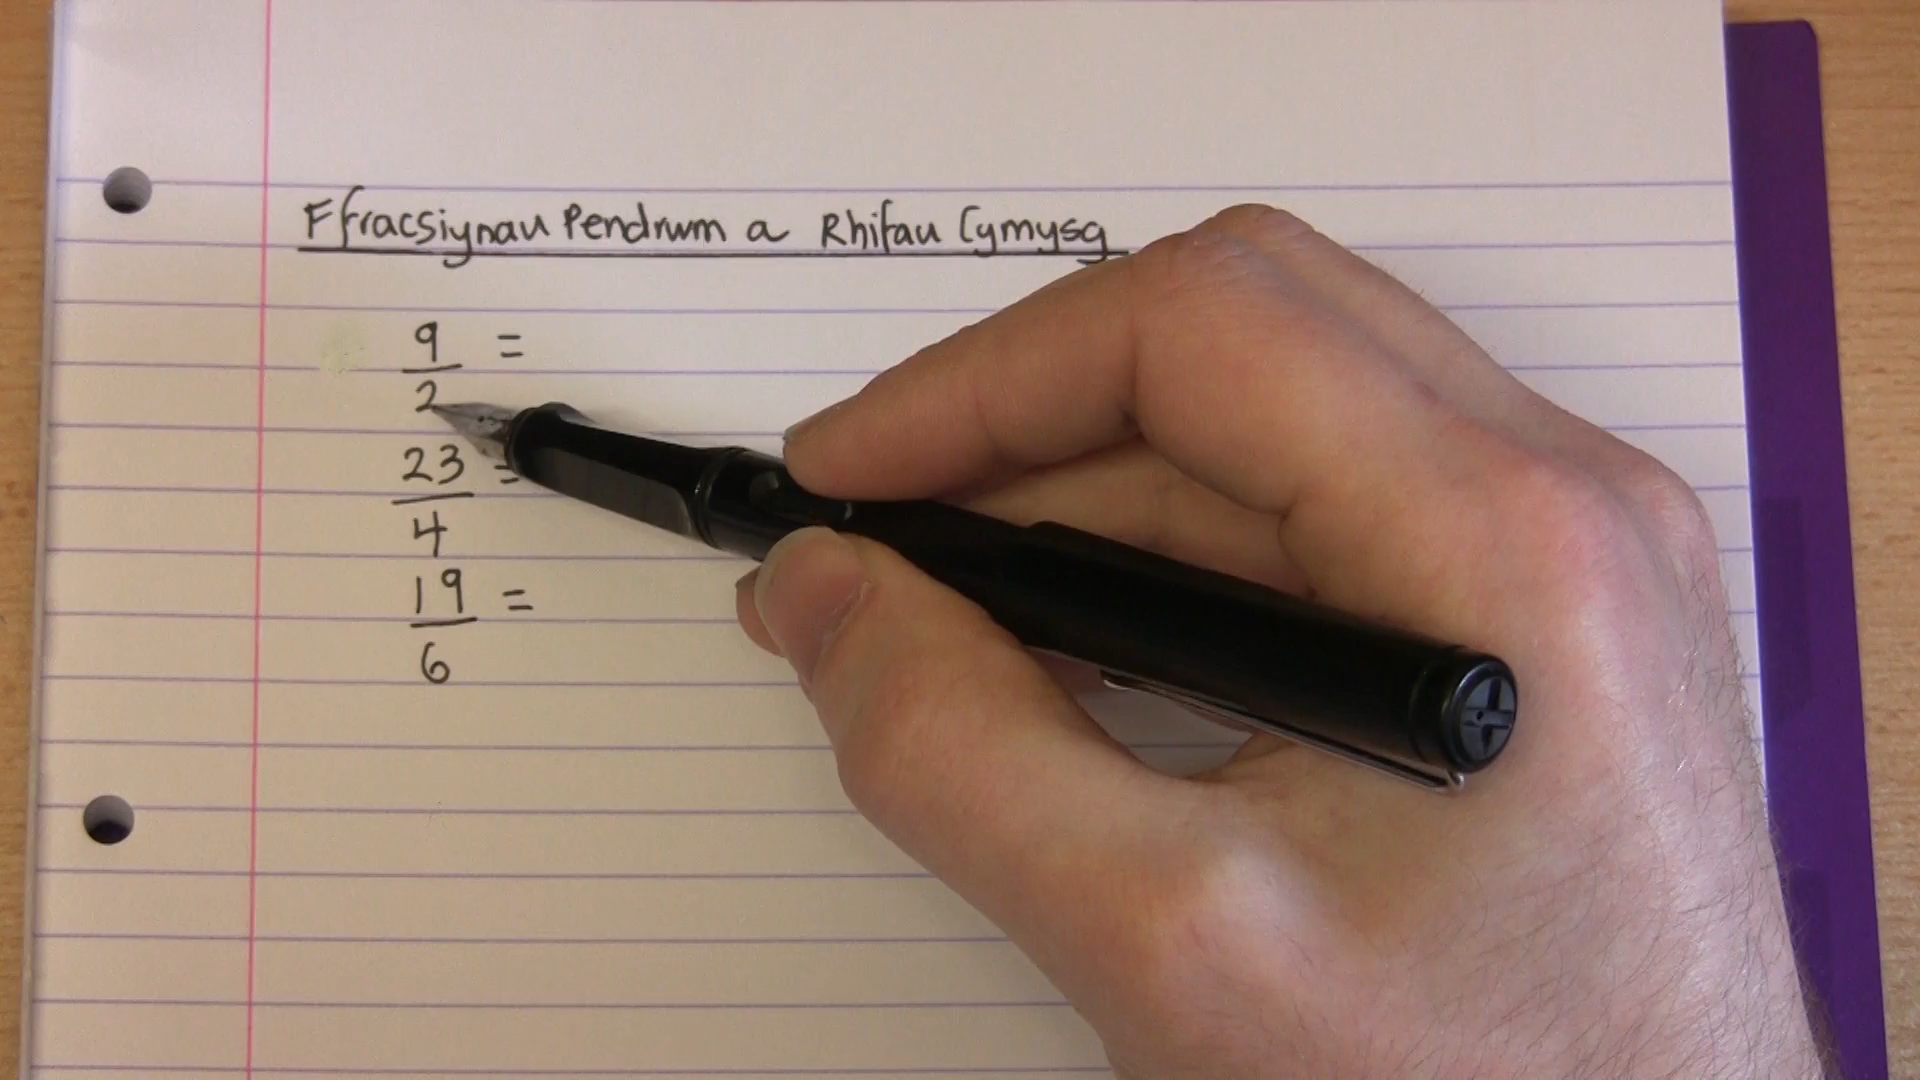 Ffracsiynau Pendrwm a Rhifau Cymysg
9/2 =
23/4 =
19/6 =